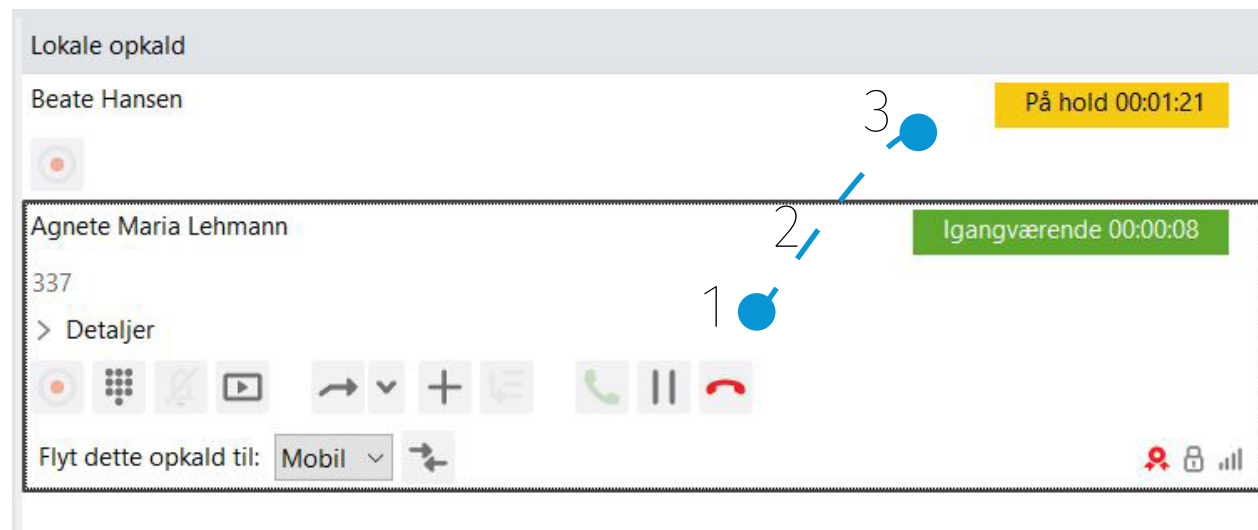 Lokale opkald
Beate Hansen
På hold 00:01:21
3
Agnete Maria Lehmann
Igangværende 00:00:08
2
337
1
Detaljer
Flyt dette opkald til: Mobil